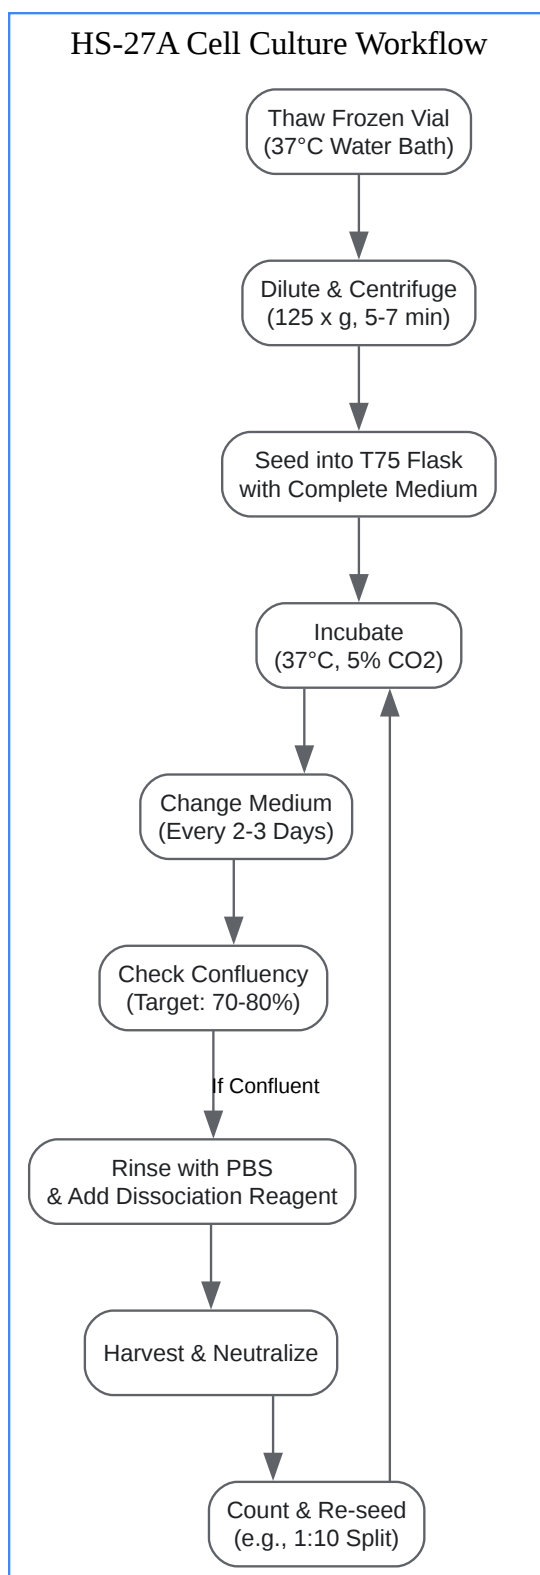 HS-27A Cell Culture Workflow
Thaw Frozen Vial
(37°C Water Bath)
Dilute & Centrifuge
(125 x g, 5-7 min)
Seed into T75 Flask
with Complete Medium
Incubate
(37°C, 5% CO2)
Change Medium
(Every 2-3 Days)
Check Confluency
(Target: 70-80%)
If Confluent
Rinse with PBS
& Add Dissociation Reagent
Harvest & Neutralize
Count & Re-seed
(e.g., 1:10 Split)